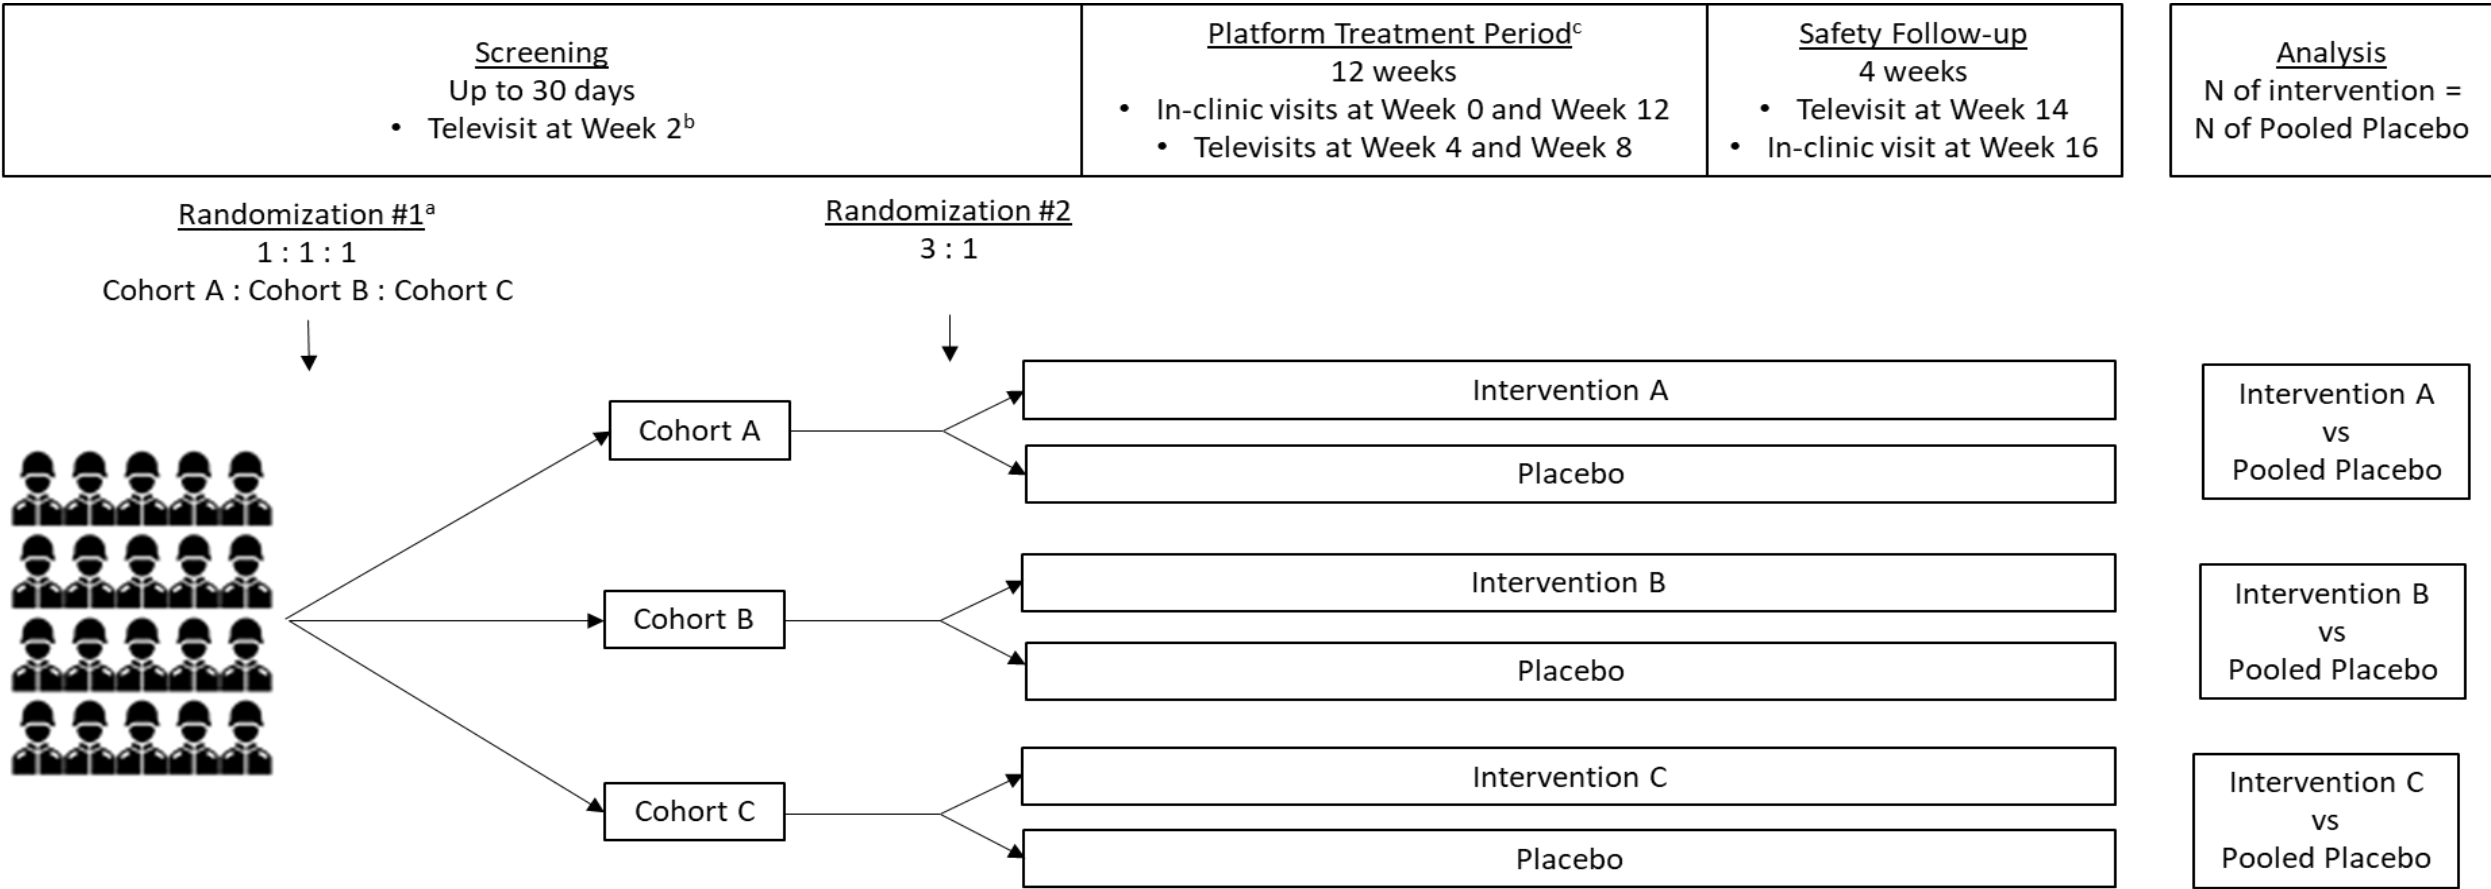 Screening
Up to 30 days
• Televisit at Week 2ᵇ
Platform Treatment Periodᶜ
12 weeks
• In-clinic visits at Week 0 and Week 12
• Televisits at Week 4 and Week 8
Safety Follow-up
4 weeks
• Televisit at Week 14
• In-clinic visit at Week 16
Analysis
N of intervention =
N of Pooled Placebo
Randomization #1ᵃ
1 : 1 : 1
Cohort A : Cohort B : Cohort C
Randomization #2
3 : 1
Cohort A
Intervention A
Placebo
Intervention A
vs
Pooled Placebo
Cohort B
Intervention B
Placebo
Intervention B
vs
Pooled Placebo
Cohort C
Intervention C
Placebo
Intervention C
vs
Pooled Placebo